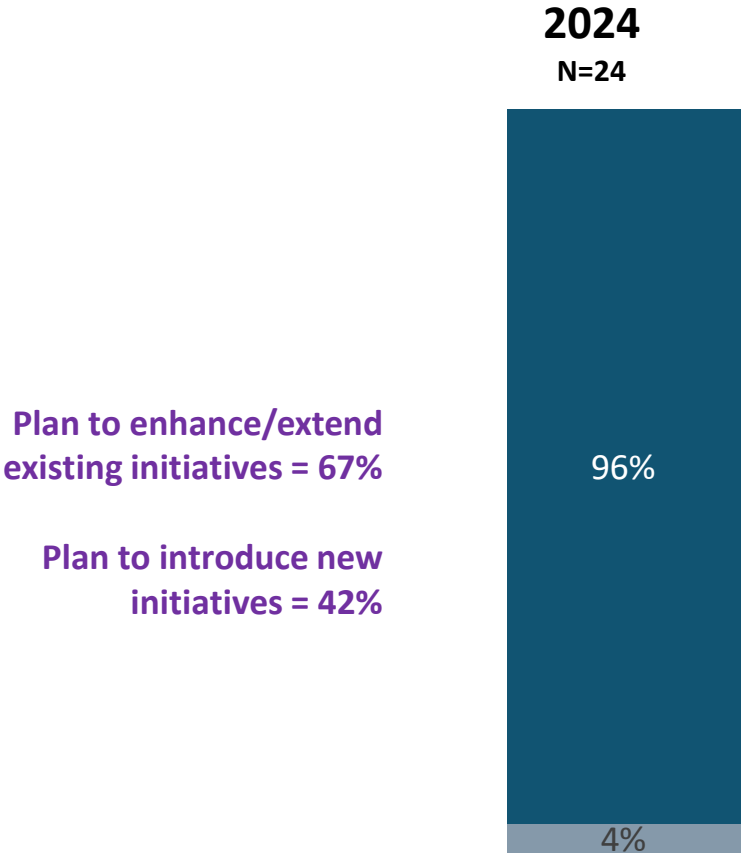 2024
N=24
Plan to enhance/extend
existing initiatives = 67%
96%
Plan to introduce new
initiatives = 42%
4%